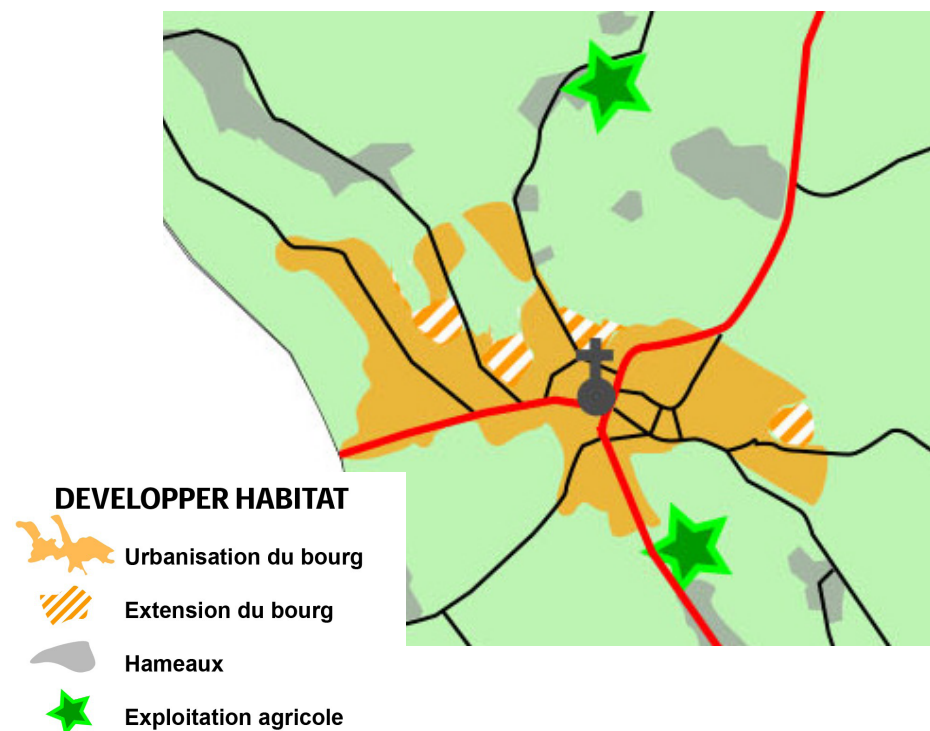 DEVELOPPER HABITAT
Urbanisation du bourg
Extension du bourg
Hameaux
Exploitation agricole